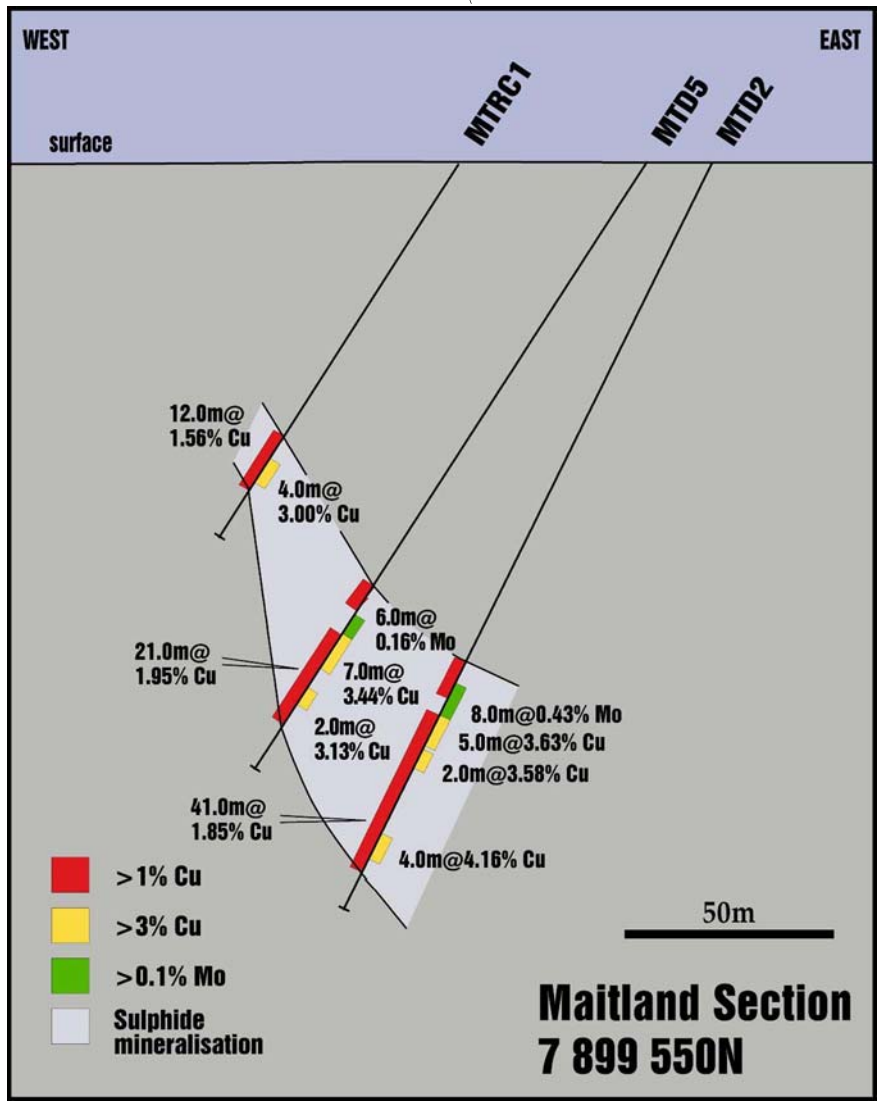 WEST
EAST
MTRC1
MTD5
MTD2
surface
12.0m@
1.56% Cu
4.0m@
3.00% Cu
6.0m@
0.16% Mo
21.0m@
1.95% Cu
7.0m@
3.44% Cu
2.0m@
3.13% Cu
8.0m@0.43% Mo
5.0m@3.63% Cu
2.0m@3.58% Cu
41.0m@
1.85% Cu
4.0m@4.16% Cu
>1% Cu
>3% Cu
>0.1% Mo
Sulphide
mineralisation
50m
Maitland Section
7 899 550N